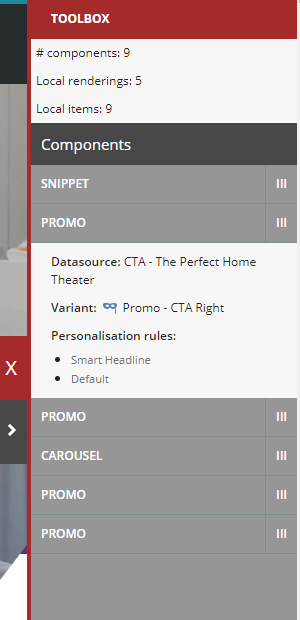 TOOLBOX
# components: 9
Local renderings: 5
Local items: 9
Components
SNIPPET
PROMO
Datasource: CTA - The Perfect Home
Theater
Variant: Promo - CTA Right
Personalisation rules:
Smart Headline
Default
X
PROMO
CAROUSEL
PROMO
PROMO